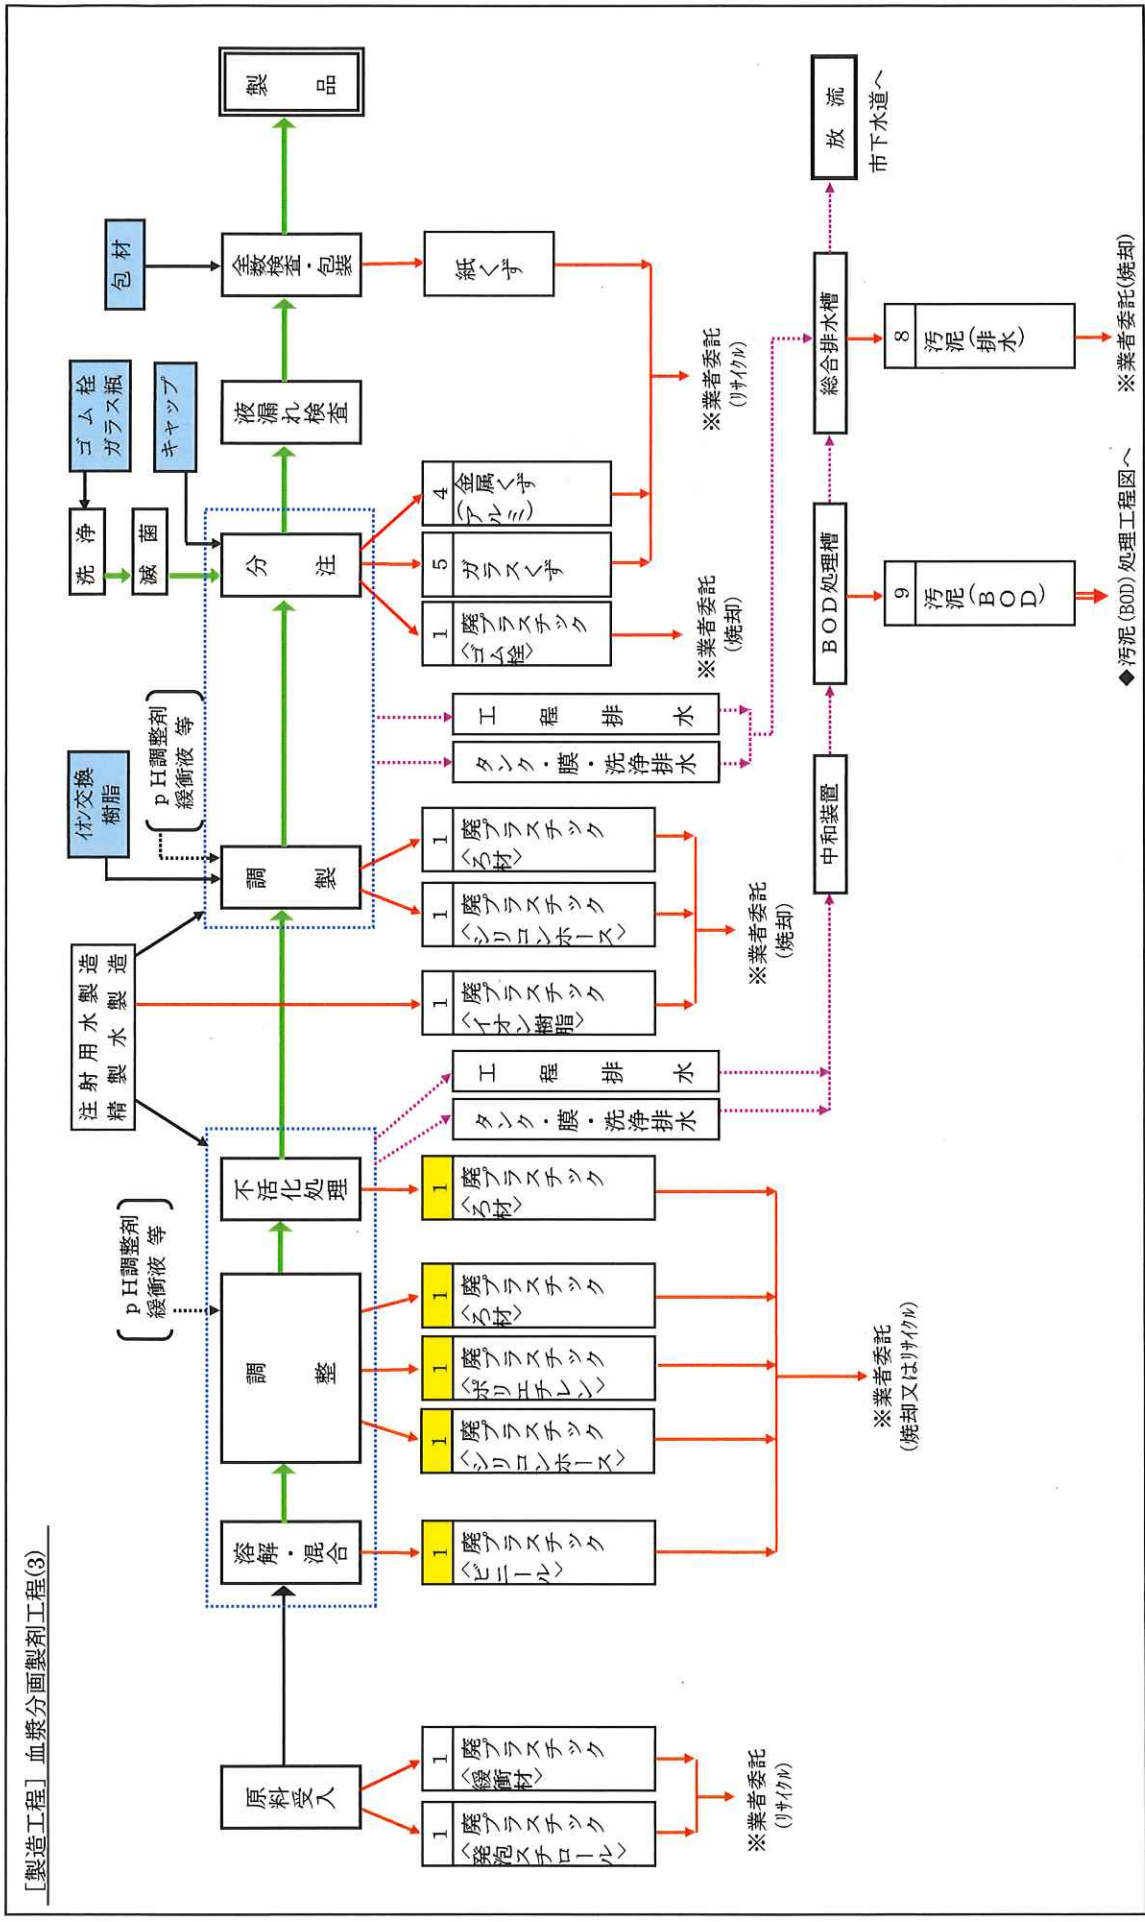 ［製造工程］ 血漿分画製剤工程(3)
原料受入
1
廃プラスチック
〈発泡スチロール〉
1
廃プラスチック
〈緩衝材〉
※業者委託
(ﾘｻｲｸﾙ)
溶解・混合
1
廃プラスチック
〈ビニール〉
ｐH調整剤
緩衝液 等
調整
1
廃プラスチック
〈シリコンホース〉
1
廃プラスチック
〈ポリエチレン〉
1
廃プラスチック
〈ろ材〉
不活化処理
1
廃プラスチック
〈ろ材〉
※業者委託
(焼却又はﾘｻｲｸﾙ)
注射用水製造
精製水製造
タンク・膜・洗浄排水
工程排水
1
廃プラスチック
〈イオン樹脂〉
ｲｵﾝ交換
樹脂
ｐH調整剤
緩衝液 等
調製
1
廃プラスチック
〈シリコンホース〉
1
廃プラスチック
〈ろ材〉
※業者委託
(焼却)
タンク・膜・洗浄排水
工程排水
ゴム栓
ガラス瓶
洗浄
滅菌
キャップ
分注
1
廃プラスチック
〈ゴム栓〉
※業者委託
(焼却)
5
ガラスくず
4
金属くず
(アルミ)
液漏れ検査
包材
全数検査・包装
紙くず
※業者委託
(ﾘｻｲｸﾙ)
製品
中和装置
ＢＯＤ処理槽
9
汚泥(ＢＯＤ)
◆汚泥(BOD)処理工程図へ
総合排水槽
8
汚泥(排水)
※業者委託(焼却)
放流
市下水道へ